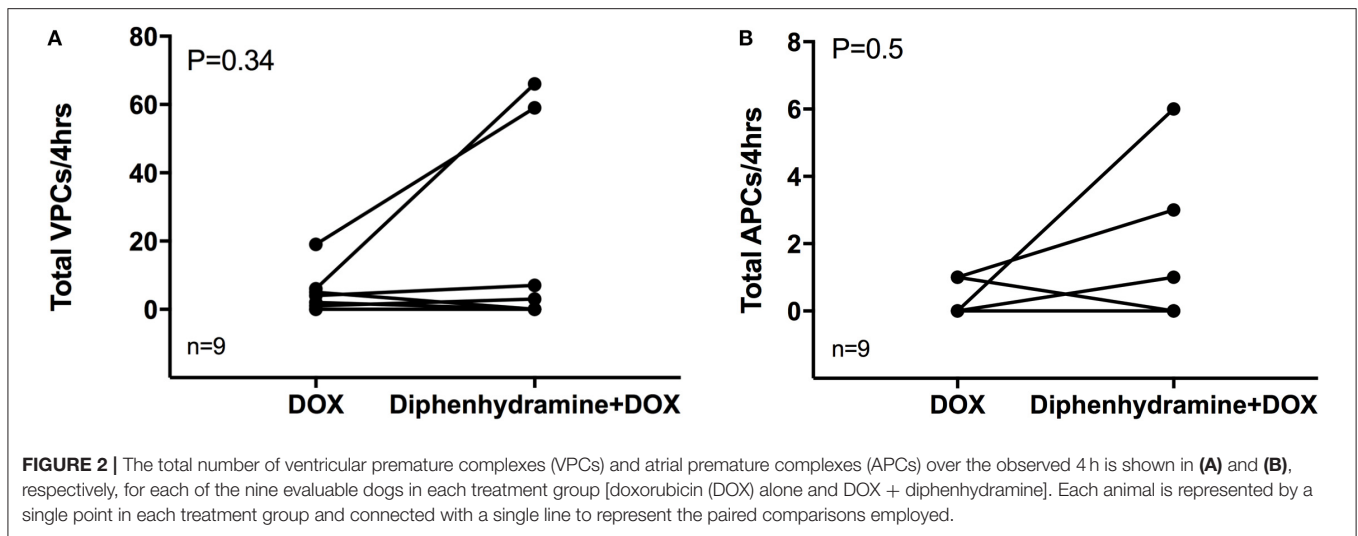 A
80
P=0.34
60
40
20
0
n=9
Total VPCs/4hrs
DOX Diphenhydramine+DOX
B
8
P=0.5
6
4
2
0
n=9
Total APCs/4hrs
DOX Diphenhydramine+DOX
FIGURE 2 | The total number of ventricular premature complexes (VPCs) and atrial premature complexes (APCs) over the observed 4 h is shown in (A) and (B),
respectively, for each of the nine evaluable dogs in each treatment group [doxorubicin (DOX) alone and DOX + diphenhydramine]. Each animal is represented by a
single point in each treatment group and connected with a single line to represent the paired comparisons employed.